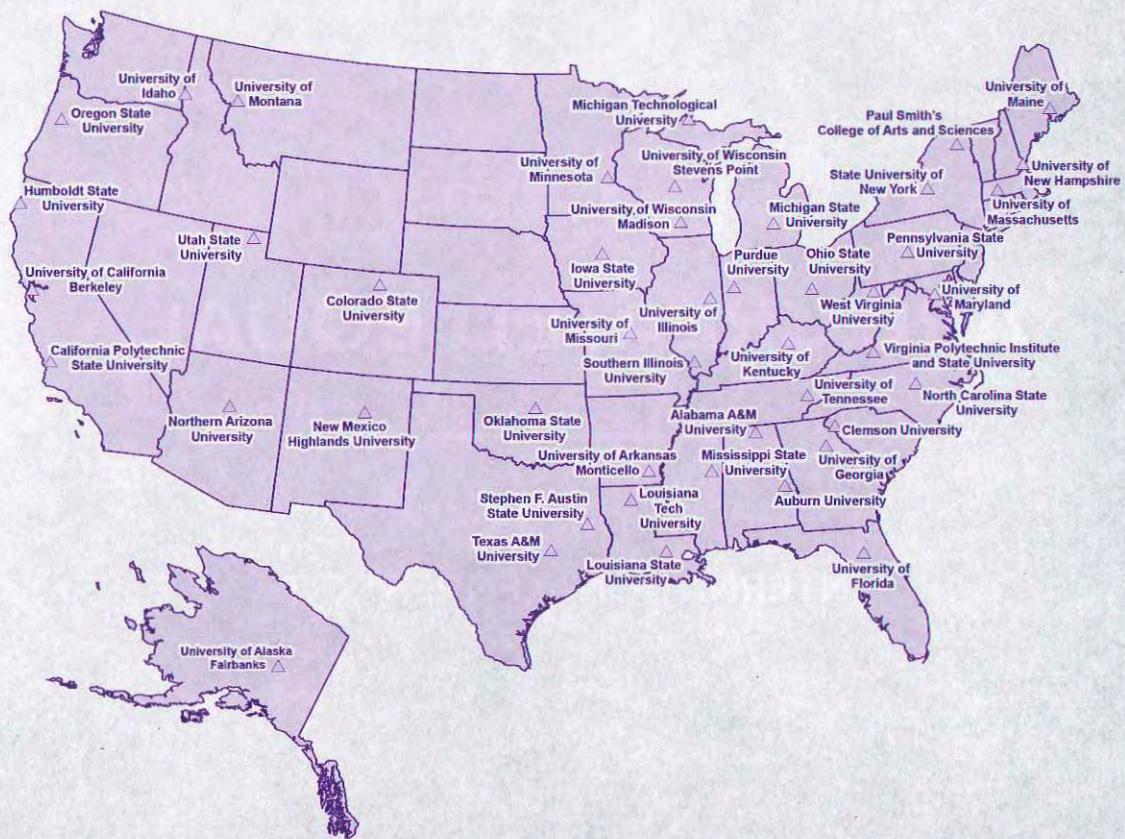 University of
Idaho
University of
Montana
Oregon State
University
Michigan Technological
University
Paul Smith's
College of Arts and Sciences
University of
Maine
University of
Minnesota
University of Wisconsin
Stevens Point
State University of
New York
University of
New Hampshire
Humboldt State
University
University of Wisconsin
Madison
Michigan State
University
University of
Massachusetts
Utah State
University
Iowa State
University
Purdue
University
Ohio State
University
Pennsylvania State
University
University of California
Berkeley
Colorado State
University
University of
Missouri
University of
Illinois
West Virginia
University
University of
Maryland
California Polytechnic
State University
Southern Illinois
University
University of
Kentucky
Virginia Polytechnic Institute
and State University
University of
Tennessee
North Carolina State
University
Northern Arizona
University
New Mexico
Highlands University
Oklahoma State
University
Alabama A&M
University
Clemson University
University of Arkansas
Monticello
Mississippi State
University
University of
Georgia
Stephen F. Austin
State University
Louisiana
Tech
University
Auburn University
Texas A&M
University
Louisiana State
University
University of
Florida
University of Alaska
Fairbanks